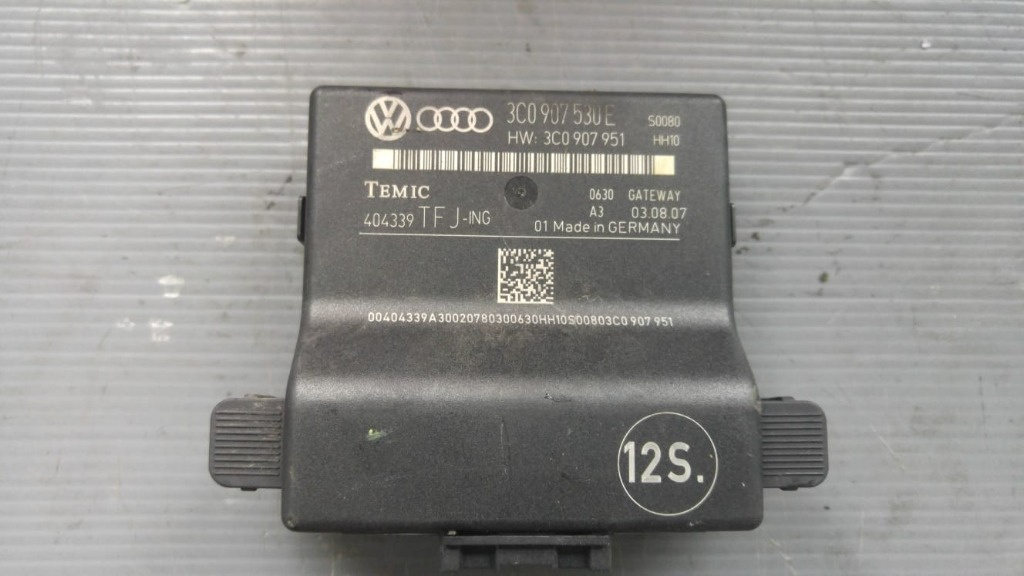 3C0 907 530 E S0080
HW: 3C0 907 951 HH10
TEMIC 0630 GATEWAY
A3 03.08.07
404339 TFJ-ING
01 Made in GERMANY
00404339A30020780300630HH10S00803C0 907 951
12S.